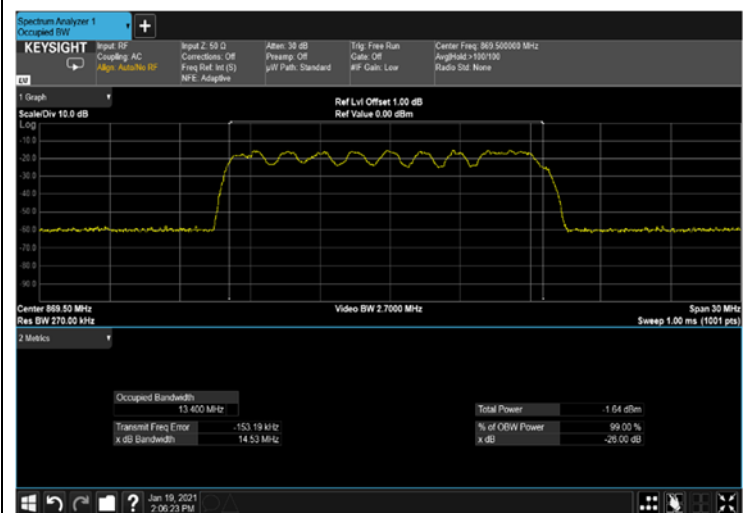 Spectrum Analyzer 1
Occupied BW
+
KEYSIGHT
Input: RF
Coupling: AC
Align: Auto/No RF
Input Z: 50 Ω
Corrections: Off
Freq Ref: Int (S)
NFE: Adaptive
Atten: 30 dB
Preamp: Off
µW Path: Standard
Trig: Free Run
Gate: Off
#IF Gain: Low
Center Freq: 869.500000 MHz
Avg|Hold:>100/100
Radio Std: None
1 Graph
Scale/Div 10.0 dB
Ref Lvl Offset 1.00 dB
Ref Value 0.00 dBm
Log
-10.0
-20.0
-30.0
-40.0
-50.0
-60.0
-70.0
-80.0
-90.0
Center 869.50 MHz
Res BW 270.00 kHz
Video BW 2.7000 MHz
Span 30 MHz
Sweep 1.00 ms (1001 pts)
2 Metrics
Occupied Bandwidth
13.400 MHz
Transmit Freq Error -153.19 kHz
x dB Bandwidth 14.53 MHz
Total Power -1.64 dBm
% of OBW Power 99.00 %
x dB -26.00 dB
?
Jan 19, 2021
2:06:23 PM